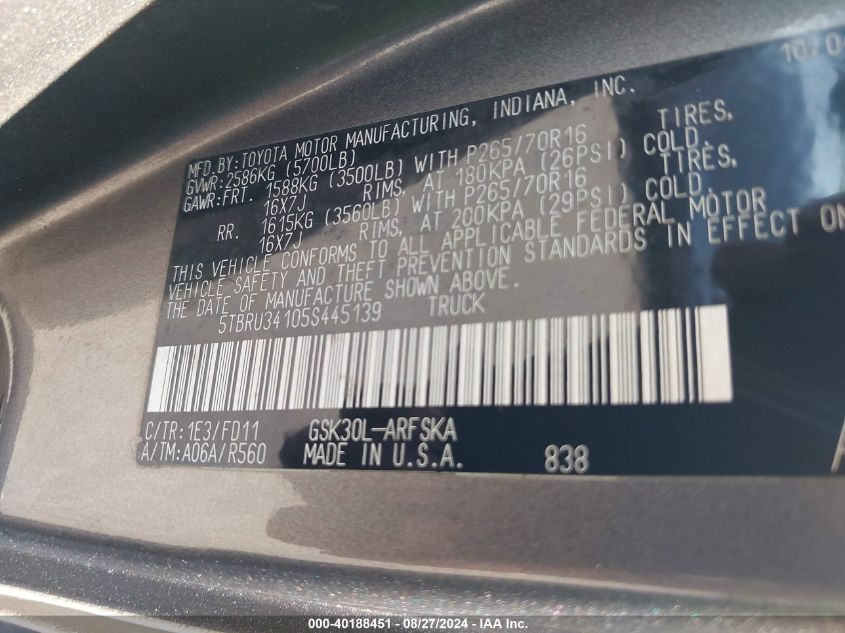 10/04
MFD. BY: TOYOTA MOTOR MANUFACTURING, INDIANA, INC.
GVWR: 2586KG (5700LB)
GAWR: FRT. 1588KG (3500LB) WITH P265/70R16 TIRES,
16X7J RIMS, AT 180KPA (26PSI) COLD.
RR. 1615KG (3560LB) WITH P265/70R16 TIRES,
16X7J RIMS, AT 200KPA (29PSI) COLD.
THIS VEHICLE CONFORMS TO ALL APPLICABLE FEDERAL MOTOR
VEHICLE SAFETY AND THEFT PREVENTION STANDARDS IN EFFECT ON
THE DATE OF MANUFACTURE SHOWN ABOVE.
5TBRU34105S445139 TRUCK
C/TR: 1E3/FD11 GSK30L-ARFSKA
A/TM: A06A/R560 MADE IN U.S.A. 838
000-40188451 - 08/27/2024 - IAAI.COM